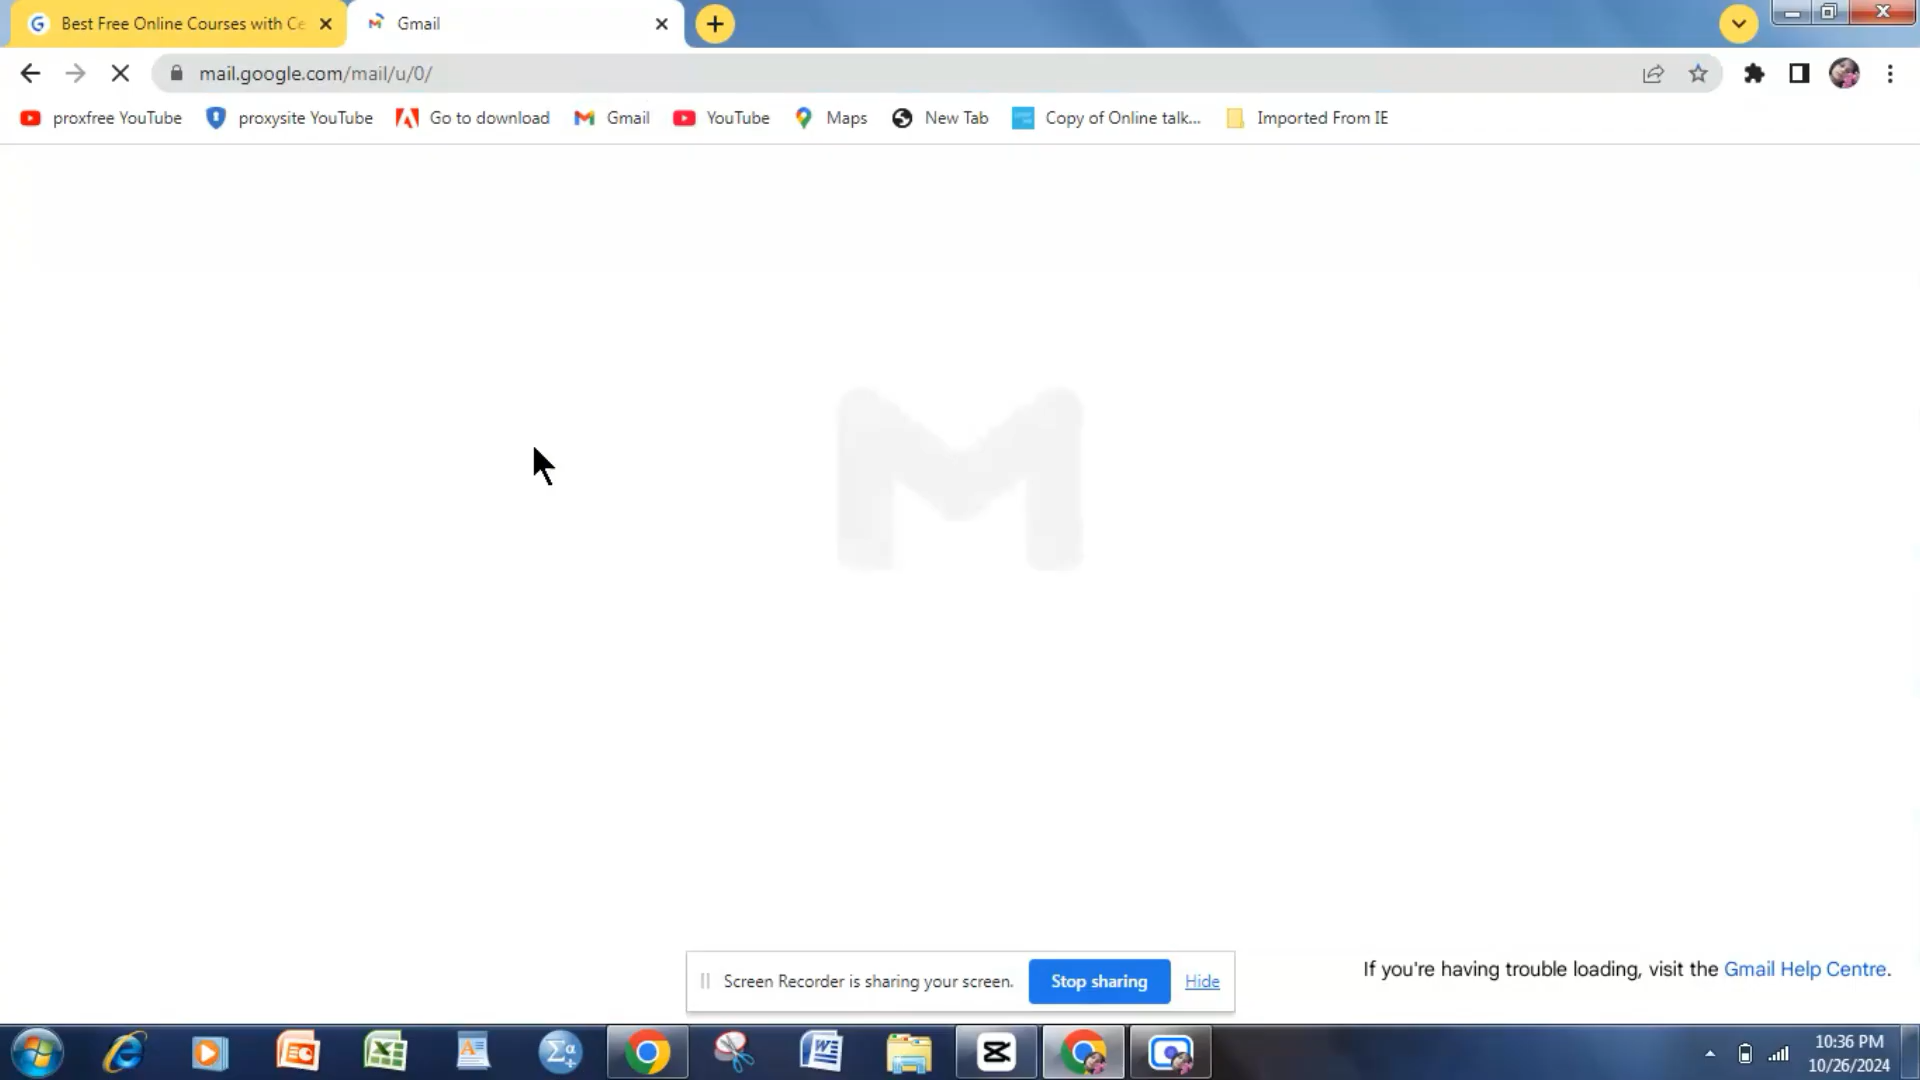 Best Free Online Courses with Ce
Gmail
mail.google.com/mail/u/0/
proxfree YouTube
proxysite YouTube
Go to download
Gmail
YouTube
Maps
New Tab
Copy of Online talk...
Imported From IE
Screen Recorder is sharing your screen.
Stop sharing
Hide
If you're having trouble loading, visit the Gmail Help Centre.
10:36 PM
10/26/2024